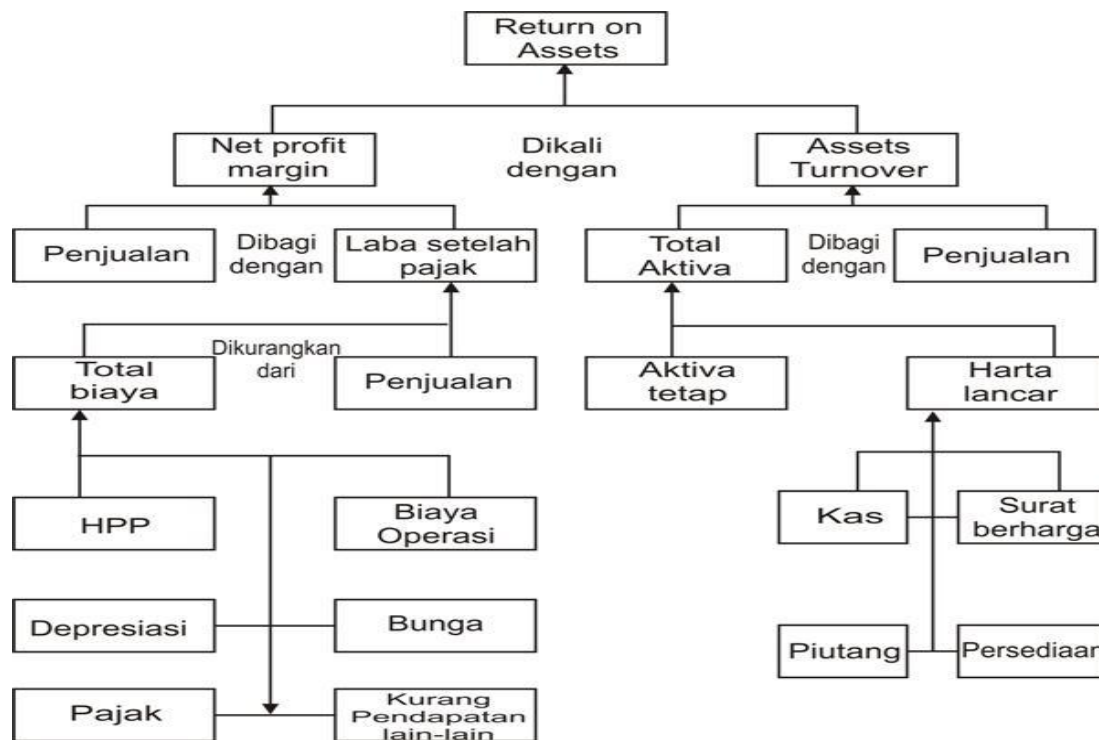 Return on
Assets
Net profit
margin
Dikali
dengan
Assets
Turnover
Penjualan
Dibagi
dengan
Laba setelah
pajak
Total
Aktiva
Dibagi
dengan
Penjualan
Total
biaya
Dikurangkan
dari
Penjualan
Aktiva
tetap
Harta
lancar
HPP
Biaya
Operasi
Kas
Surat
berharga
Depresiasi
Bunga
Piutang
Persediaan
Pajak
Kurang
Pendapatan
lain-lain